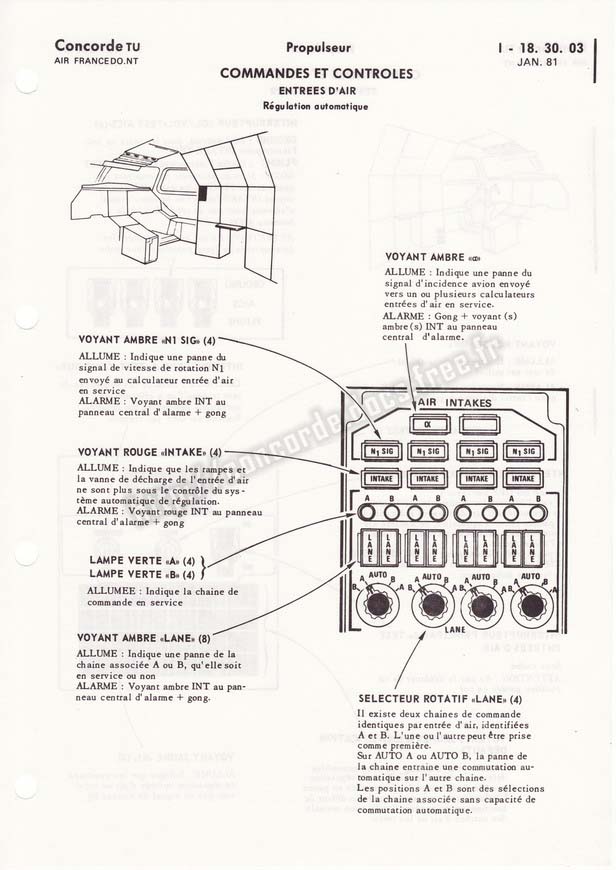 Concorde TU
AIR FRANCE DO.NT
Propulseur
I - 18. 30. 03
JAN. 81
COMMANDES ET CONTROLES
ENTREES D'AIR
Régulation automatique
VOYANT AMBRE «α»
ALLUME : Indique une panne du
signal d'incidence avion envoyé
vers un ou plusieurs calculateurs
entrées d'air en service.
ALARME : Gong + voyant (s)
ambre (s) INT au panneau
central d'alarme.
VOYANT AMBRE «N1 SIG» (4)
ALLUME : Indique une panne du
signal de vitesse de rotation N1
envoyé au calculateur entrée d'air
en service
ALARME : Voyant ambre INT au
panneau central d'alarme + gong
VOYANT ROUGE «INTAKE» (4)
ALLUME : Indique que les rampes et
la vanne de décharge de l'entrée d'air
ne sont plus sous le contrôle du sys-
tème automatique de régulation.
ALARME : Voyant rouge INT au panneau
central d'alarme + gong
LAMPE VERTE «A» (4)
LAMPE VERTE «B» (4)
ALLUMEE : Indique la chaine de
commande en service
VOYANT AMBRE «LANE» (8)
ALLUME : Indique une panne de la
chaine associée A ou B, qu'elle soit
en service ou non
ALARME : Voyant ambre INT au pan-
neau central d'alarme + gong.
AIR INTAKES
α
N1 SIG N1 SIG N1 SIG N1 SIG
INTAKE INTAKE INTAKE INTAKE
A B A B A B A B
LANE LANE LANE LANE LANE LANE LANE LANE
AUTO AUTO AUTO AUTO
A B A B A B A B
A B A B A B A B
LANE
SELECTEUR ROTATIF «LANE» (4)
Il existe deux chaines de commande
identiques par entrée d'air, identifiées
A et B. L'une ou l'autre peut être prise
comme première.
Sur AUTO A ou AUTO B, la panne de
la chaine entraine une commutation au-
tomatique sur l'autre chaine.
Les positions A et B sont des sélections
de la chaine associée sans capacité de
commutation automatique.